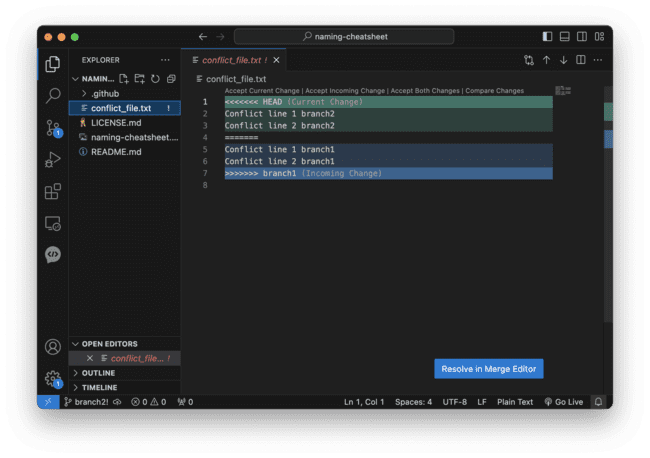 naming-cheatsheet
EXPLORER
NAMIN...
.github
conflict_file.txt !
LICENSE.md
naming-cheatsheet....
README.md
OPEN EDITORS
conflict_file... !
OUTLINE
TIMELINE
conflict_file.txt !
conflict_file.txt
Accept Current Change | Accept Incoming Change | Accept Both Changes | Compare Changes
1 <<<<<<< HEAD (Current Change)
2 Conflict line 1 branch2
3 Conflict line 2 branch2
4 =======
5 Conflict line 1 branch1
6 Conflict line 2 branch1
7 >>>>>>> branch1 (Incoming Change)
8
Resolve in Merge Editor
1
1
branch2! 0 0 0 Ln 1, Col 1 Spaces: 4 UTF-8 LF Plain Text Go Live